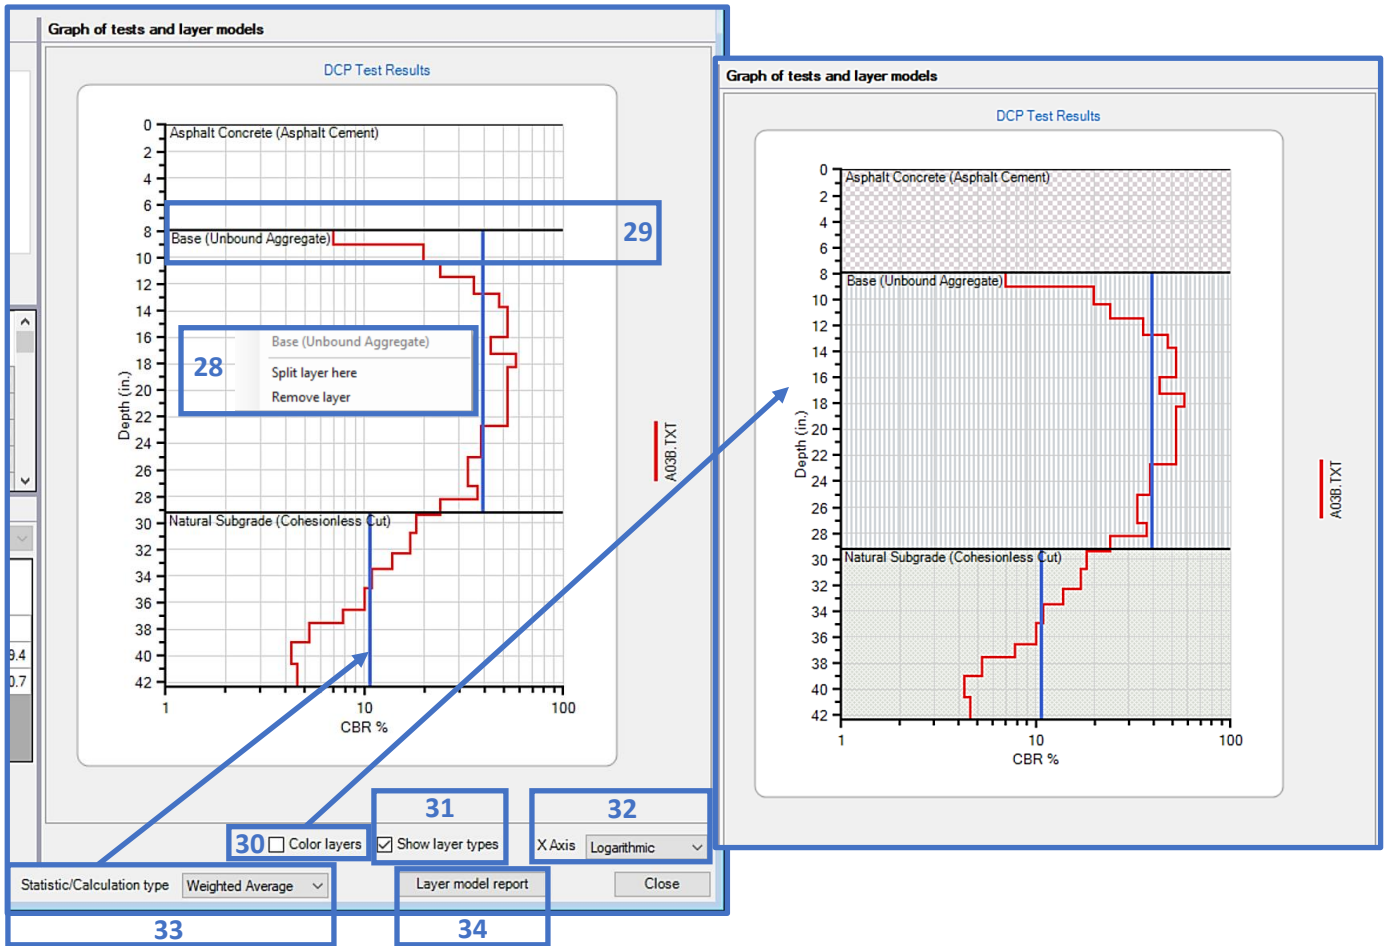 Graph of tests and layer models
DCP Test Results
0
2
4
6
8
10
12
14
16
18
20
22
24
26
28
30
32
34
36
38
40
42
Depth (in.)
Asphalt Concrete (Asphalt Cement)
29
Base (Unbound Aggregate)
28
Base (Unbound Aggregate)
Split layer here
Remove layer
Natural Subgrade (Cohesionless Cut)
A03B.TXT
1 10 100
CBR %
9.4
0.7
31
32
30 Color layers
Show layer types
X Axis Logarithmic
Statistic/Calculation type Weighted Average
Layer model report
Close
33
34
Graph of tests and layer models
DCP Test Results
0
2
4
6
8
10
12
14
16
18
20
22
24
26
28
30
32
34
36
38
40
42
Depth (in.)
Asphalt Concrete (Asphalt Cement)
Base (Unbound Aggregate)
Natural Subgrade (Cohesionless Cut)
A03B.TXT
1 10 100
CBR %